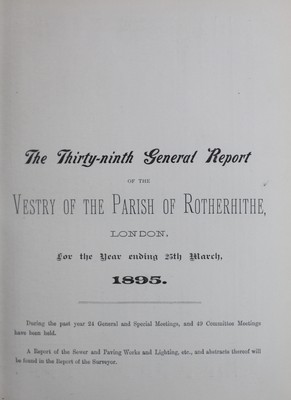 The Thirty-ninth General Report
OF THE
VESTRY OF THE PARISH OF ROTHERHITHE,
LONDON.
For the Year ending 25th March,
1895.
During the past year 24 General and Special Meetings, and 49 Committee Meetings
have been held.
A Report of the Sewer and Paving Works and Lighting, etc., and abstracts thereof will
be found in the Report of the Surveyor.